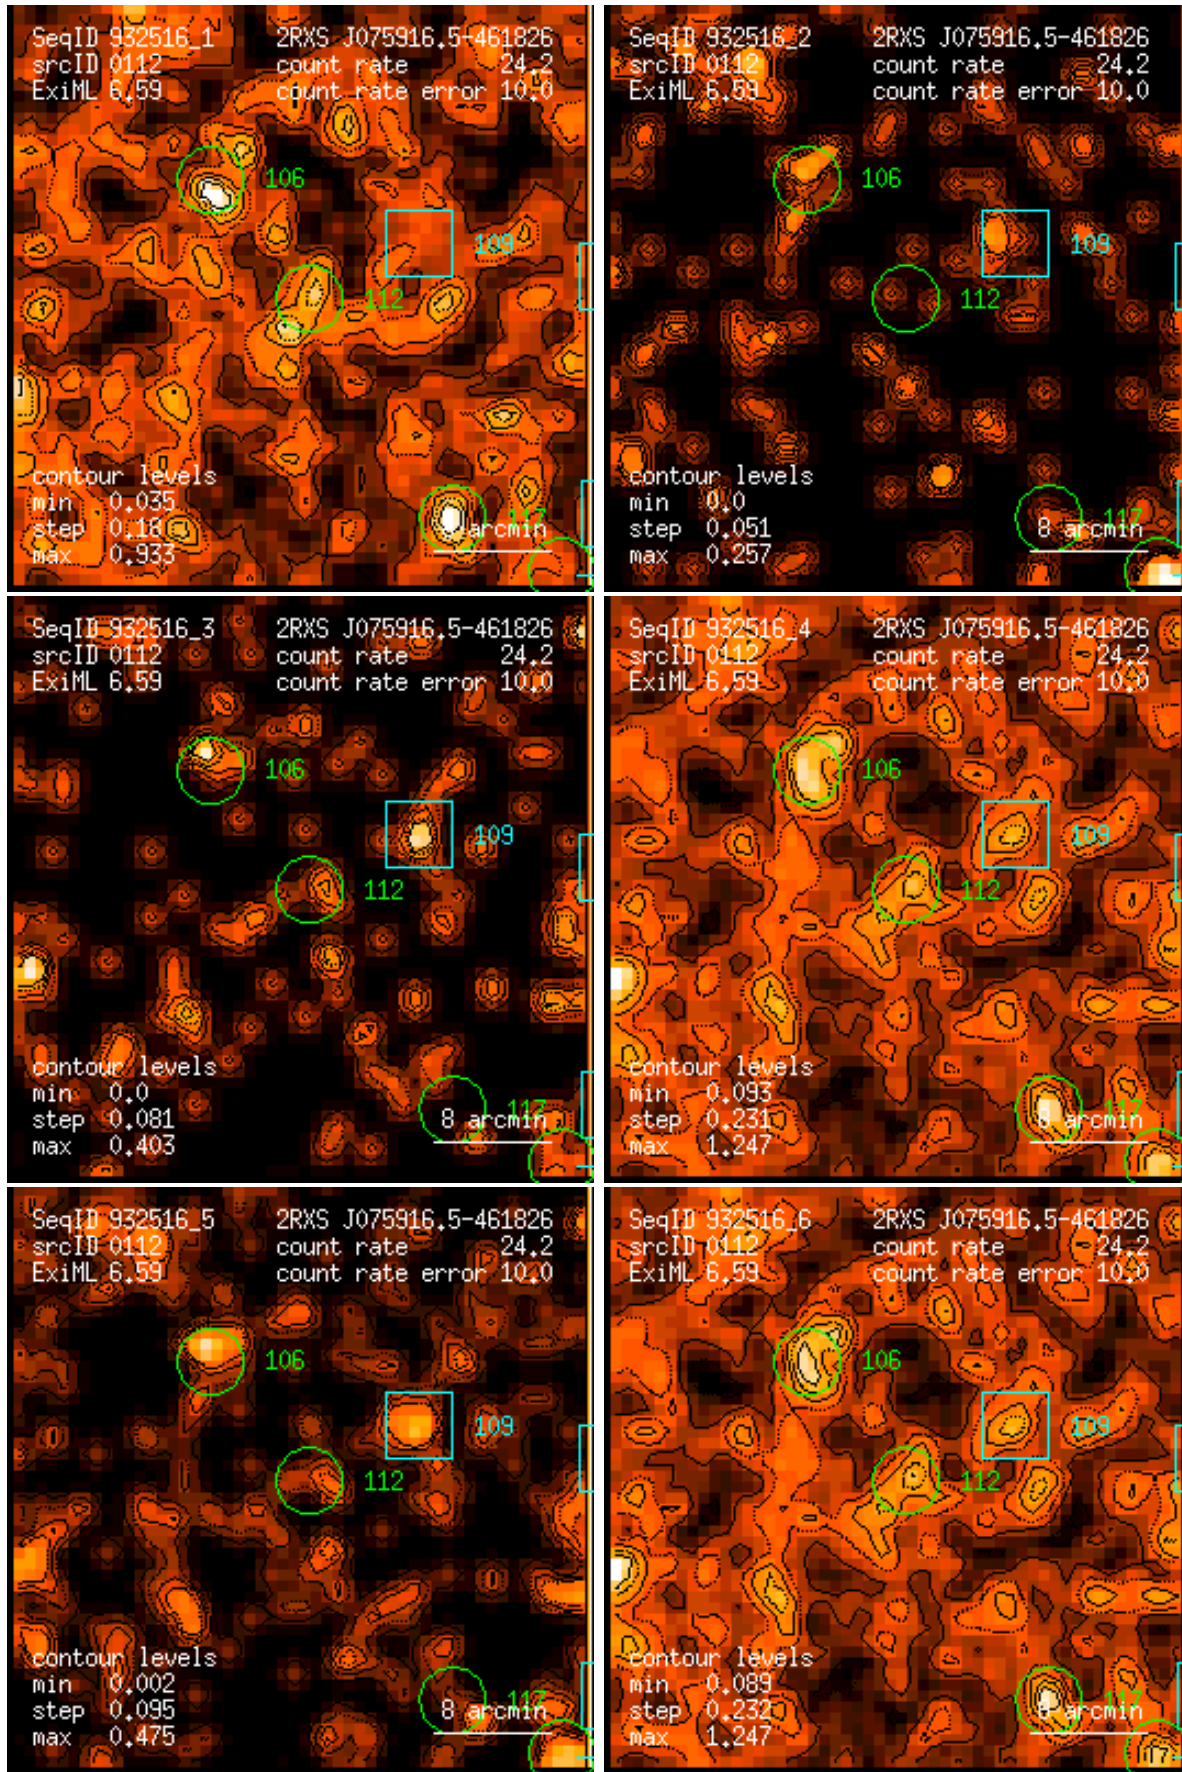 SeqID 932516_1 2RXS J075916.5-461826
srcID 0112 count rate 24.2
ExiML 6.59 count rate error 10.0
106
109
112
contour levels
min 0.035
step 0.18
max 0.933
117
8 arcmin
SeqID 932516_2 2RXS J075916.5-461826
srcID 0112 count rate 24.2
ExiML 6.59 count rate error 10.0
106
109
112
contour levels
min 0.0
step 0.051
max 0.257
117
8 arcmin
SeqID 932516_3 2RXS J075916.5-461826
srcID 0112 count rate 24.2
ExiML 6.59 count rate error 10.0
106
109
112
contour levels
min 0.0
step 0.081
max 0.403
117
8 arcmin
SeqID 932516_4 2RXS J075916.5-461826
srcID 0112 count rate 24.2
ExiML 6.59 count rate error 10.0
106
109
112
contour levels
min 0.093
step 0.231
max 1.247
117
8 arcmin
SeqID 932516_5 2RXS J075916.5-461826
srcID 0112 count rate 24.2
ExiML 6.59 count rate error 10.0
106
109
112
contour levels
min 0.002
step 0.095
max 0.475
117
8 arcmin
SeqID 932516_6 2RXS J075916.5-461826
srcID 0112 count rate 24.2
ExiML 6.59 count rate error 10.0
106
109
112
contour levels
min 0.089
step 0.232
max 1.247
117
8 arcmin